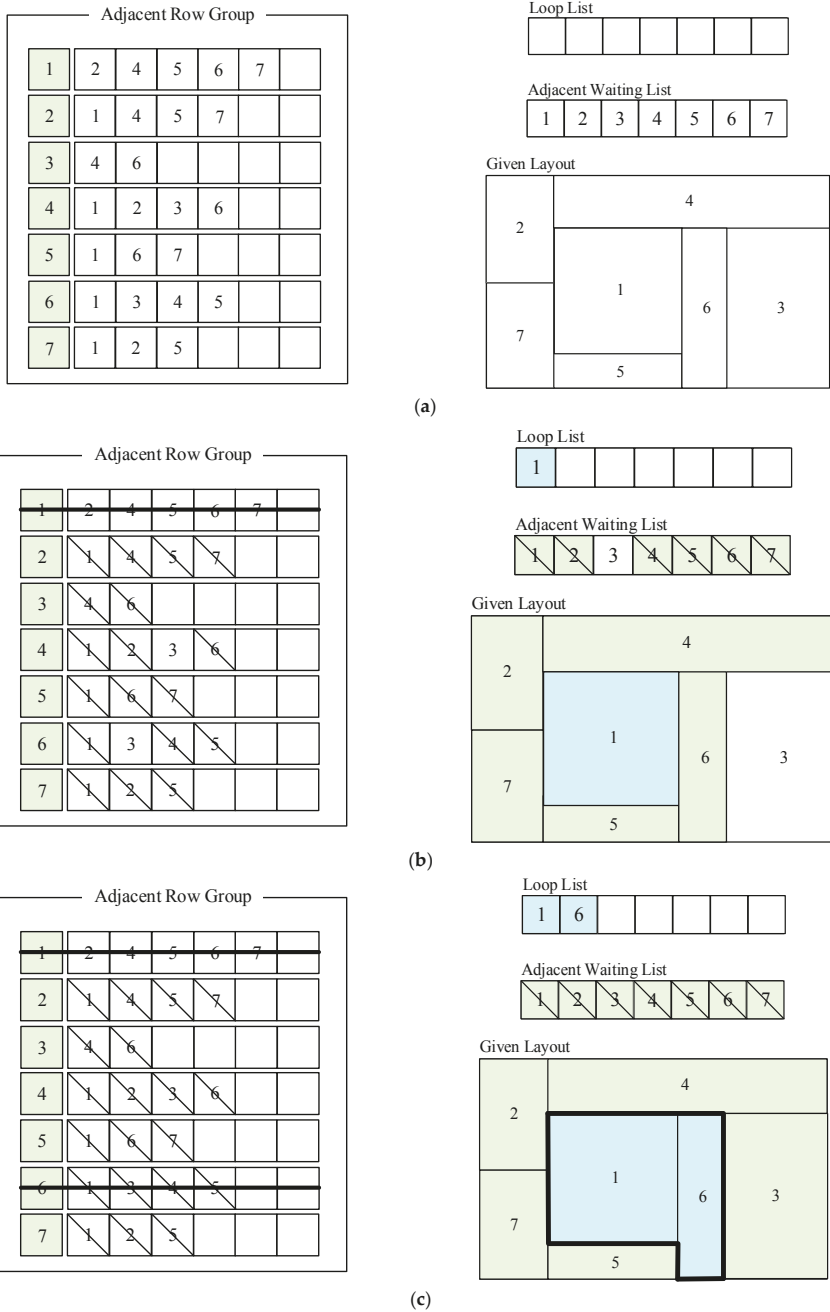 Adjacent Row Group
1 2 4 5 6 7
2 1 4 5 7
3 4 6
4 1 2 3 6
5 1 6 7
6 1 3 4 5
7 1 2 5
Loop List
Adjacent Waiting List
1 2 3 4 5 6 7
Given Layout
4
2
1
6
3
7
5
(a)
Adjacent Row Group
1 2 4 5 6 7
2 1 4 5 7
3 4 6
4 1 2 3 6
5 1 6 7
6 1 3 4 5
7 1 2 5
Loop List
1
Adjacent Waiting List
1 2 3 4 5 6 7
Given Layout
4
2
1
6
3
7
5
(b)
Adjacent Row Group
1 2 4 5 6 7
2 1 4 5 7
3 4 6
4 1 2 3 6
5 1 6 7
6 1 3 4 5
7 1 2 5
Loop List
1 6
Adjacent Waiting List
1 2 3 4 5 6 7
Given Layout
4
2
1
6
3
7
5
(c)